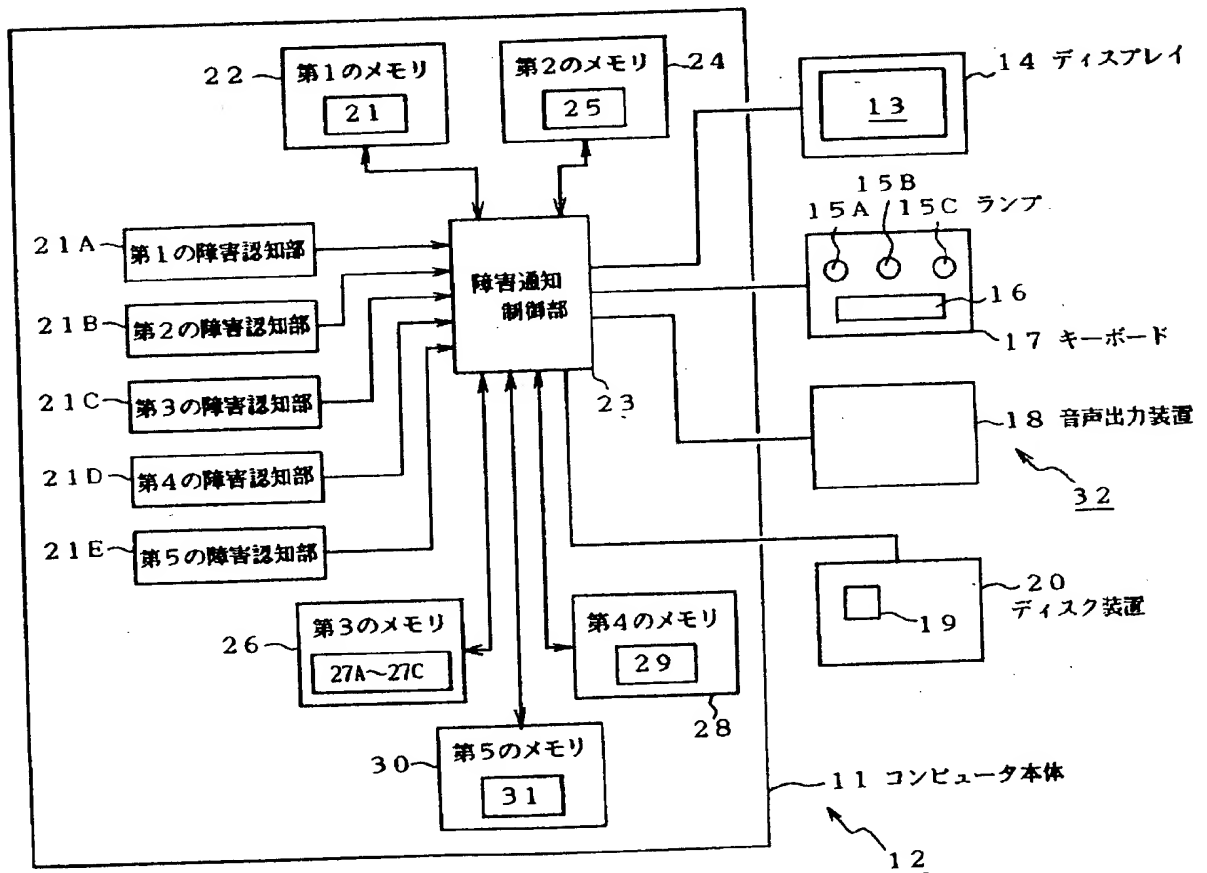 22
第1のメモリ
21
第2のメモリ
24
25
14 ディスプレイ
13
15B
15A
15C ランプ
16
17 キーボード
21A
第1の障害認知部
21B
第2の障害認知部
21C
第3の障害認知部
21D
第4の障害認知部
21E
第5の障害認知部
障害通知
制御部
23
18 音声出力装置
32
20
ディスク装置
19
26
第3のメモリ
27A～27C
第4のメモリ
29
28
30
第5のメモリ
31
11 コンピュータ本体
12